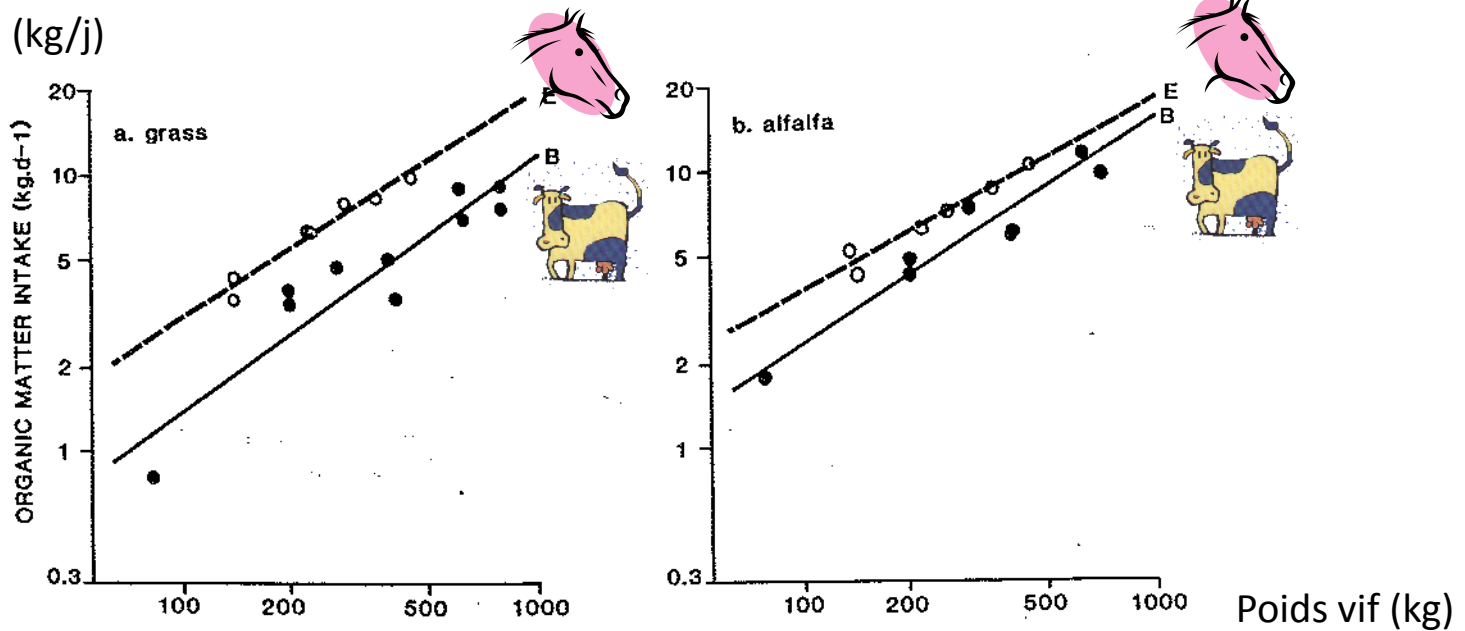 (kg/j)
ORGANIC MATTER INTAKE (kg.d-1)
a. grass
20
10
5
2
1
0.3
100
200
500
1000
E
B
b. alfalfa
20
10
5
2
1
0.3
100
200
500
1000
E
B
Poids vif (kg)